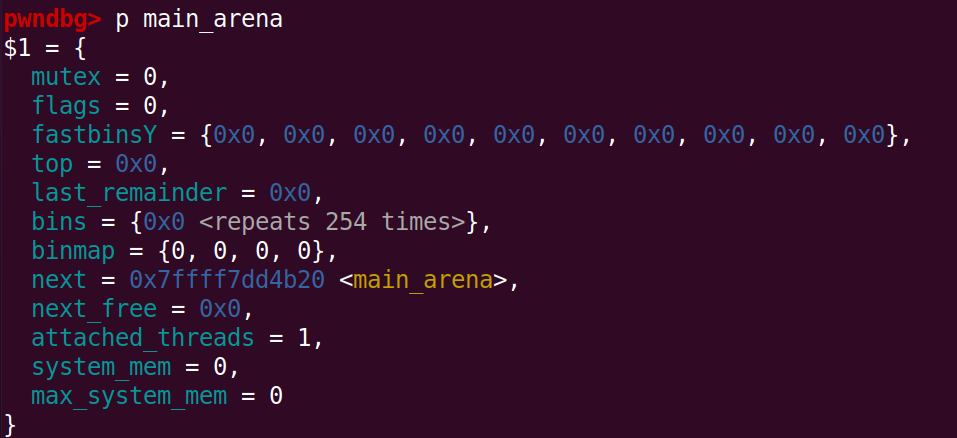 pwndbg> p main_arena
$1 = {
  mutex = 0,
  flags = 0,
  fastbinsY = {0x0, 0x0, 0x0, 0x0, 0x0, 0x0, 0x0, 0x0, 0x0, 0x0},
  top = 0x0,
  last_remainder = 0x0,
  bins = {0x0 <repeats 254 times>},
  binmap = {0, 0, 0, 0},
  next = 0x7ffff7dd4b20 <main_arena>,
  next_free = 0x0,
  attached_threads = 1,
  system_mem = 0,
  max_system_mem = 0
}